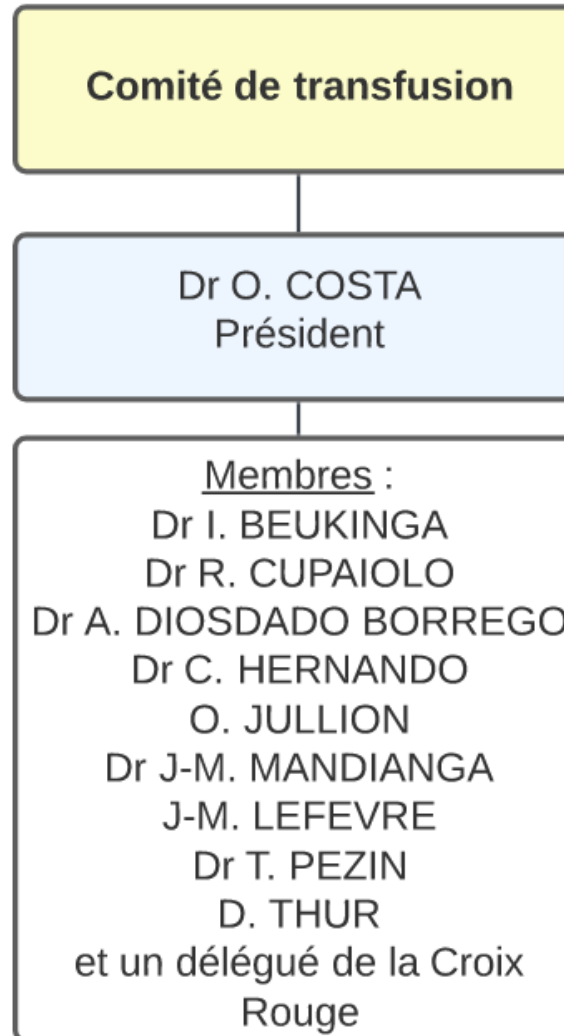 Comité de transfusion
Dr O. COSTA
Président
Membres :
Dr I. BEUKINGA
Dr R. CUPAIOLO
Dr A. DIOSDADO BORREGO
Dr C. HERNANDO
O. JULLION
Dr J-M. MANDIANGA
J-M. LEFEVRE
Dr T. PEZIN
D. THUR
et un délégué de la Croix
Rouge